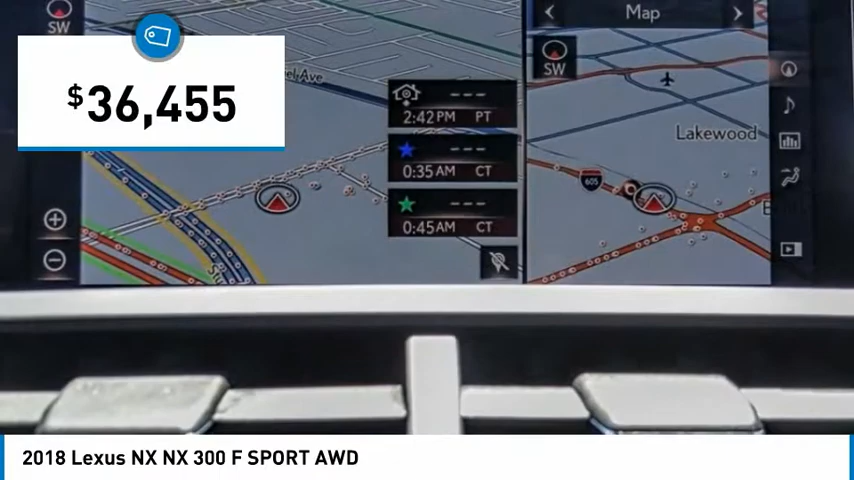 SW
$36,455
el Ave
---
2:42PM PT
---
0:35AM CT
---
0:45AM CT
Map
SW
Lakewood
605
2018 Lexus NX NX 300 F SPORT AWD